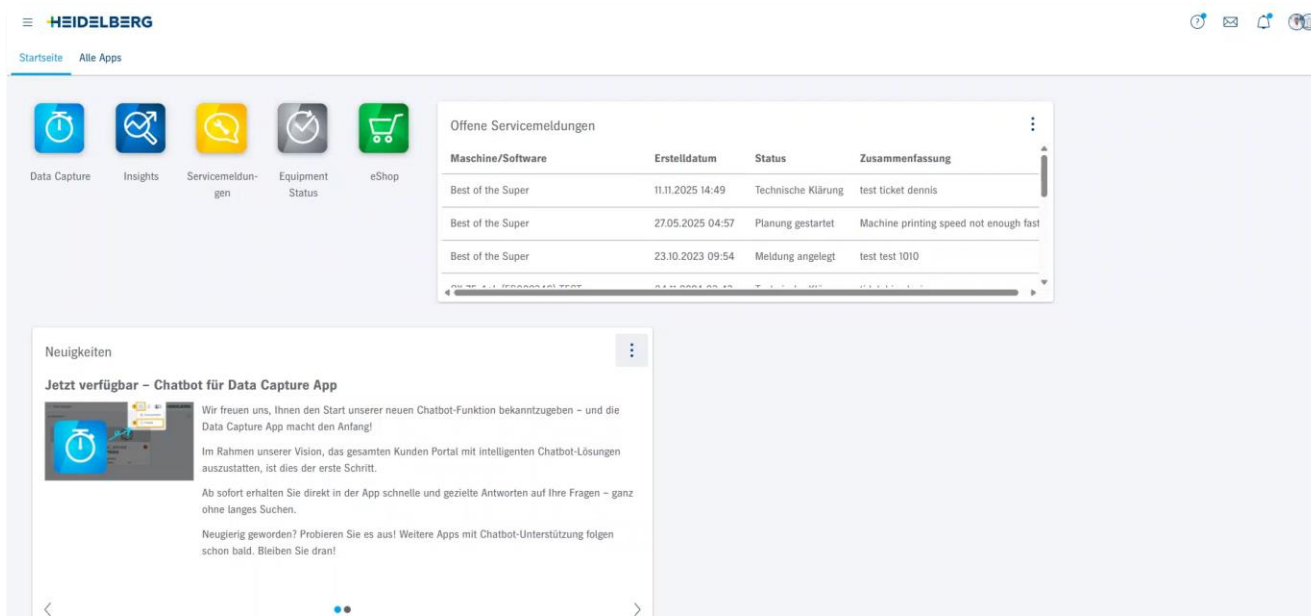 HEIDELBERG
Startseite Alle Apps
Data Capture
Insights
Servicemeldun-
gen
Equipment
Status
eShop
Offene Servicemeldungen
Maschine/Software Erstelldatum Status Zusammenfassung
Best of the Super 11.11.2025 14:49 Technische Klärung test ticket dennis
Best of the Super 27.05.2025 04:57 Planung gestartet Machine printing speed not enough fast
Best of the Super 23.10.2023 09:54 Meldung angelegt test test 1010
Neuigkeiten
Jetzt verfügbar – Chatbot für Data Capture App
Wir freuen uns, Ihnen den Start unserer neuen Chatbot-Funktion bekanntzugeben – und die
Data Capture App macht den Anfang!
Im Rahmen unserer Vision, das gesamten Kunden Portal mit intelligenten Chatbot-Lösungen
auszustatten, ist dies der erste Schritt.
Ab sofort erhalten Sie direkt in der App schnelle und gezielte Antworten auf Ihre Fragen – ganz
ohne langes Suchen.
Neugierig geworden? Probieren Sie es aus! Weitere Apps mit Chatbot-Unterstützung folgen
schon bald. Bleiben Sie dran!